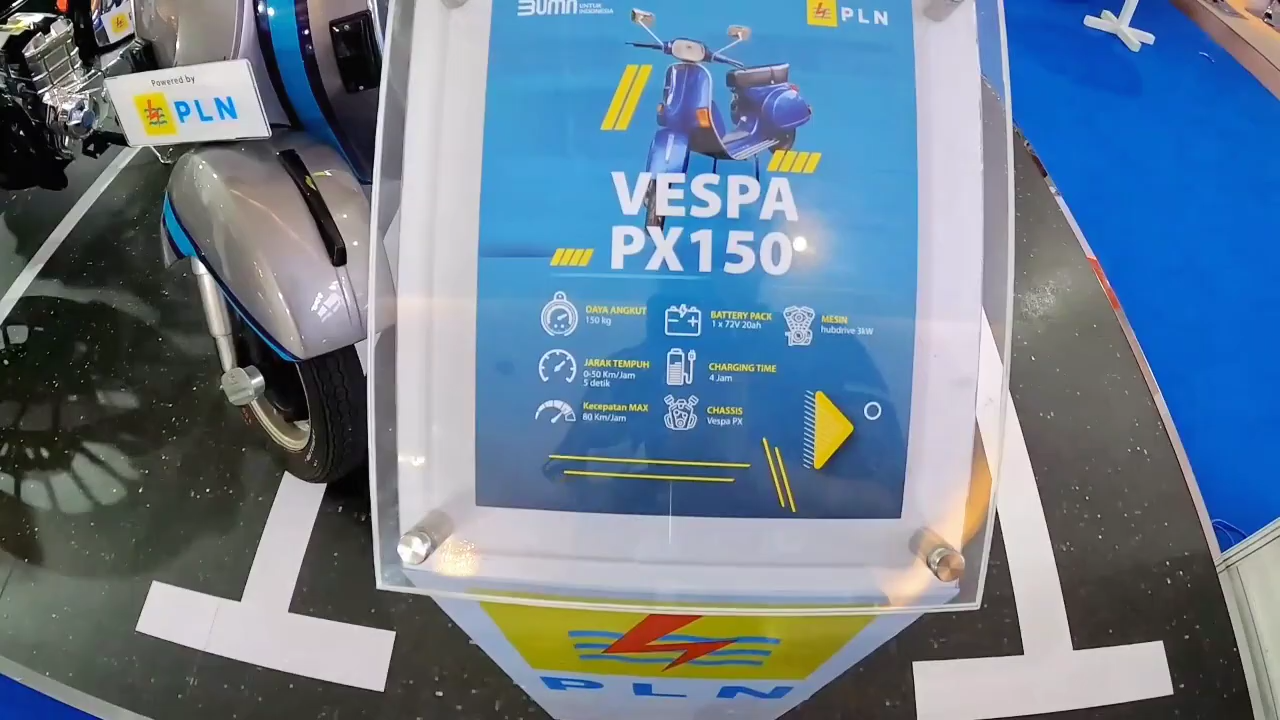 BUMN UNTUK
INDONESIA
PLN
Powered by
PLN
VESPA
PX150
DAYA ANGKUT
150 kg
BATTERY PACK
1 x 72V 20ah
MESIN
hubdrive 3kW
JARAK TEMPUH
0-50 Km/Jam
5 detik
CHARGING TIME
4 Jam
Kecepatan MAX
80 Km/Jam
CHASSIS
Vespa PX
PLN